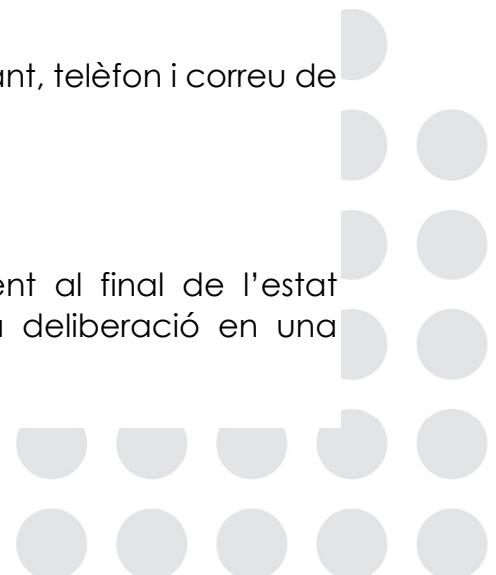 ant, telèfon i correu de
ent al final de l'estat
deliberació en una